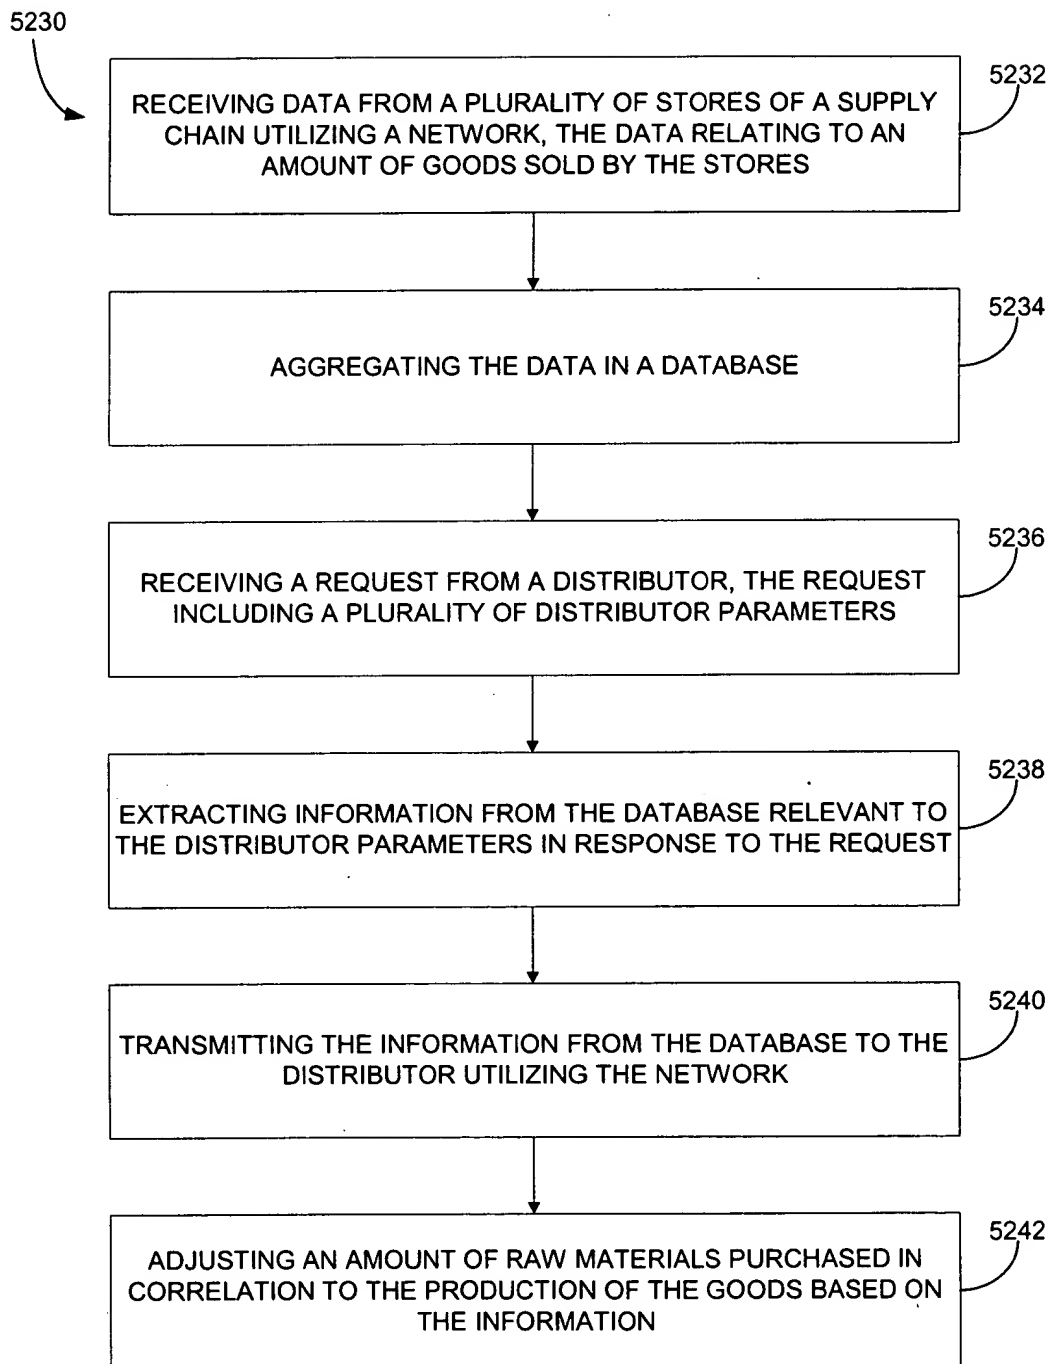 5230
5232
RECEIVING DATA FROM A PLURALITY OF STORES OF A SUPPLY
CHAIN UTILIZING A NETWORK, THE DATA RELATING TO AN
AMOUNT OF GOODS SOLD BY THE STORES
5234
AGGREGATING THE DATA IN A DATABASE
5236
RECEIVING A REQUEST FROM A DISTRIBUTOR, THE REQUEST
INCLUDING A PLURALITY OF DISTRIBUTOR PARAMETERS
5238
EXTRACTING INFORMATION FROM THE DATABASE RELEVANT TO
THE DISTRIBUTOR PARAMETERS IN RESPONSE TO THE REQUEST
5240
TRANSMITTING THE INFORMATION FROM THE DATABASE TO THE
DISTRIBUTOR UTILIZING THE NETWORK
5242
ADJUSTING AN AMOUNT OF RAW MATERIALS PURCHASED IN
CORRELATION TO THE PRODUCTION OF THE GOODS BASED ON
THE INFORMATION